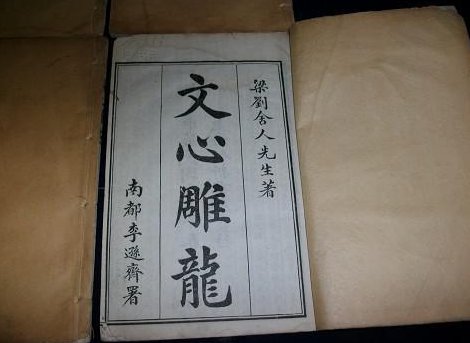 梁劉舍人先生著
文心雕龍
南都李遜齋署